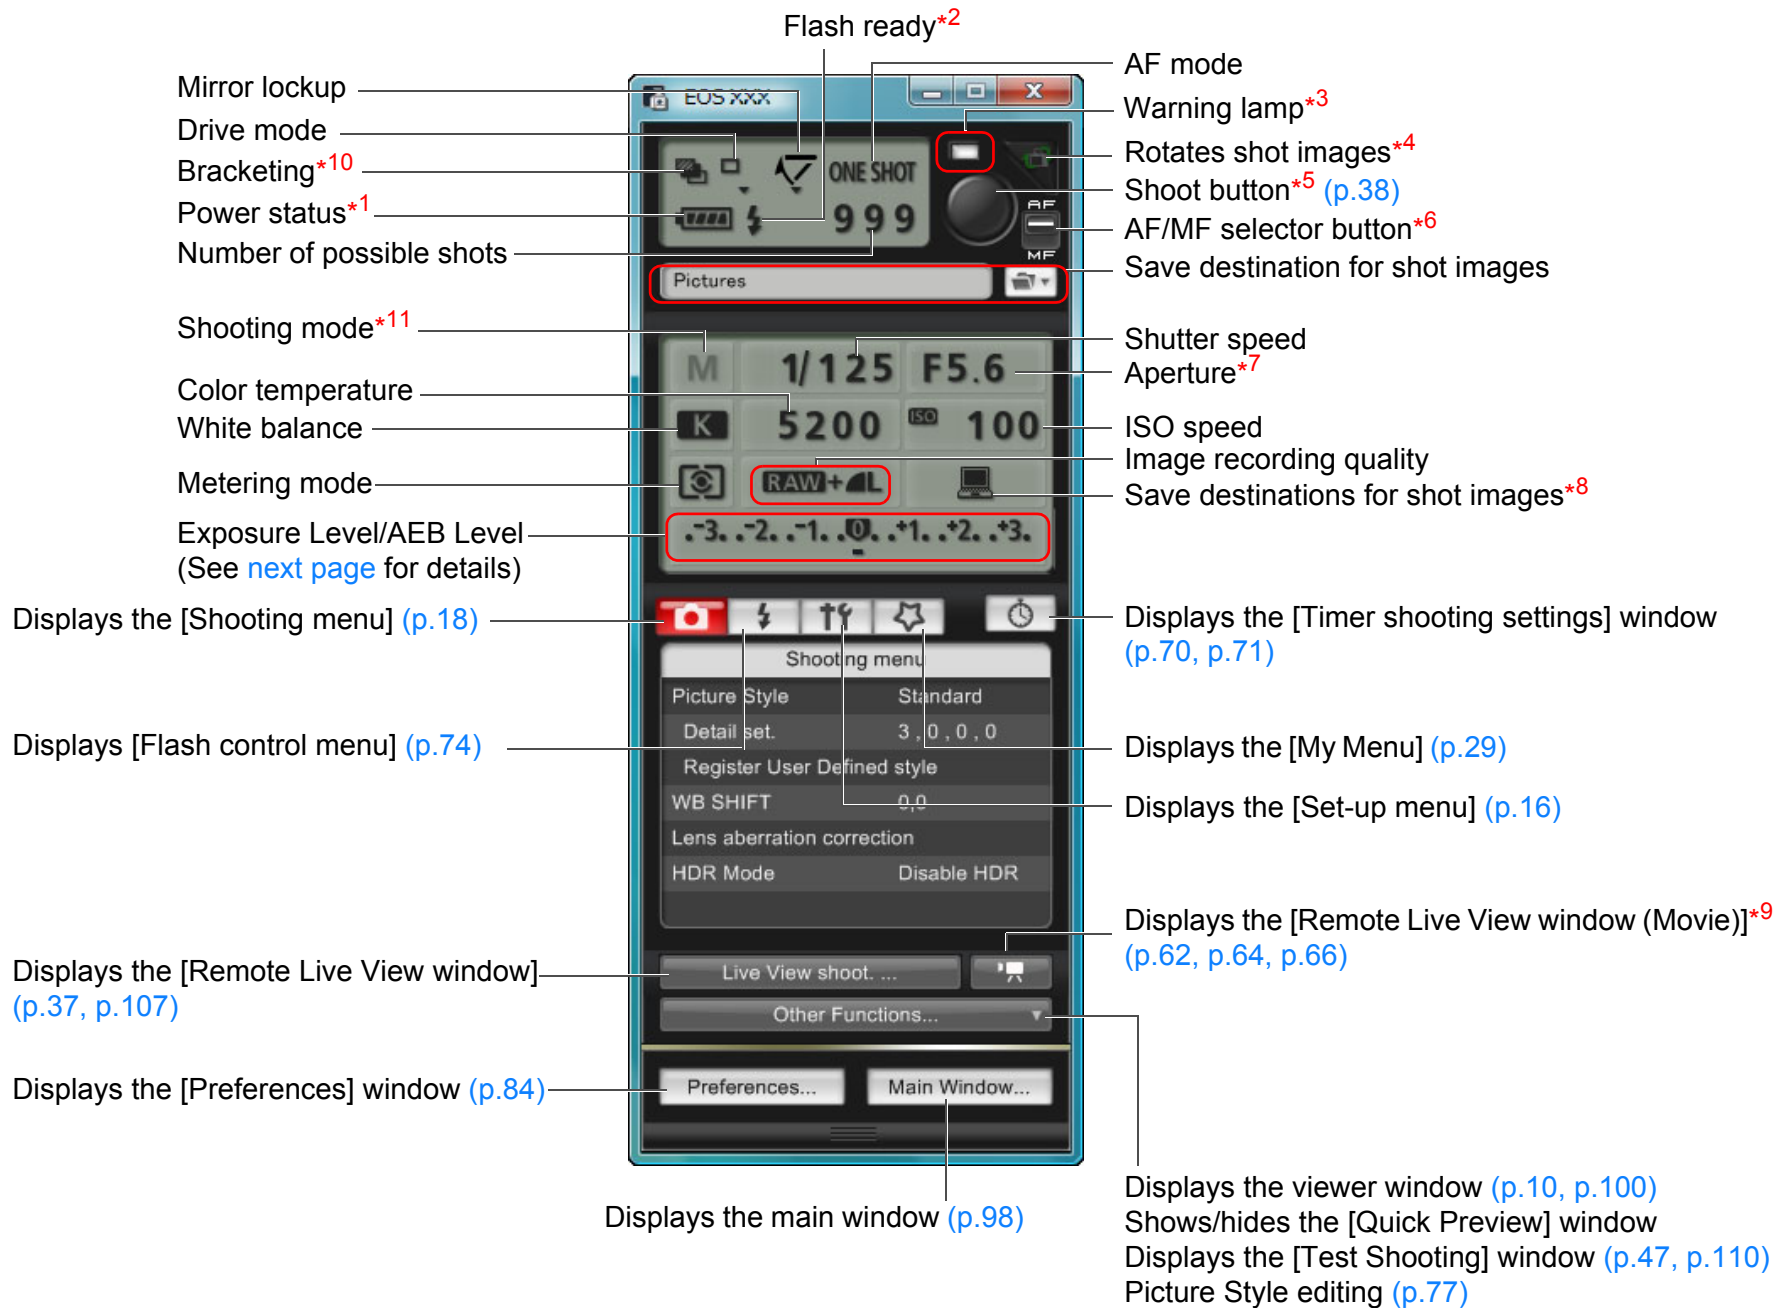 Flash ready*2
Mirror lockup
Drive mode
Bracketing*10
Power status*1
Number of possible shots
Shooting mode*11
Color temperature
White balance
Metering mode
Exposure Level/AEB Level
(See next page for details)
Displays the [Shooting menu] (p.18)
Displays [Flash control menu] (p.74)
Displays the [Remote Live View window]
(p.37, p.107)
Displays the [Preferences] window (p.84)
EOS XXX
ONE SHOT
999
AF
MF
Pictures
M 1/125 F5.6
K 5200 ISO 100
RAW+L
.-3. .-2. .-1. .0. .+1. .+2. .+3.
Shooting menu
Picture Style Standard
Detail set. 3 , 0 , 0 , 0
Register User Defined style
WB SHIFT 0,0
Lens aberration correction
HDR Mode Disable HDR
Live View shoot. ...
Other Functions...
Preferences... Main Window...
AF mode
Warning lamp*3
Rotates shot images*4
Shoot button*5 (p.38)
AF/MF selector button*6
Save destination for shot images
Shutter speed
Aperture*7
ISO speed
Image recording quality
Save destinations for shot images*8
Displays the [Timer shooting settings] window
(p.70, p.71)
Displays the [My Menu] (p.29)
Displays the [Set-up menu] (p.16)
Displays the [Remote Live View window (Movie)]*9
(p.62, p.64, p.66)
Displays the main window (p.98)
Displays the viewer window (p.10, p.100)
Shows/hides the [Quick Preview] window
Displays the [Test Shooting] window (p.47, p.110)
Picture Style editing (p.77)